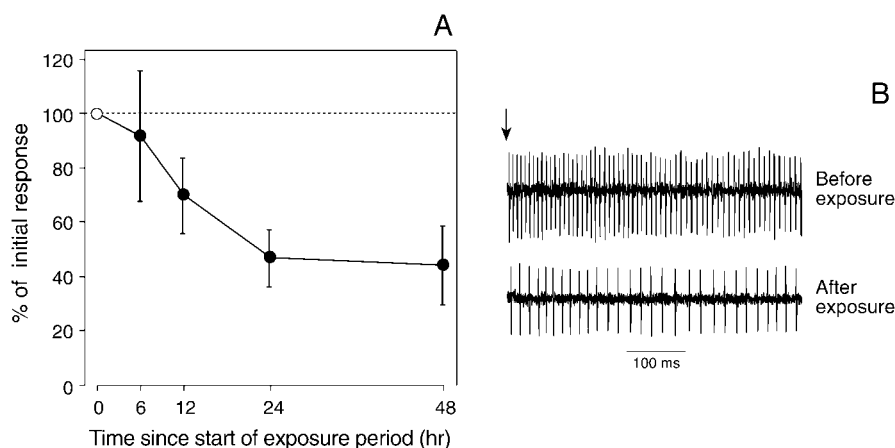 A
120
100
80
60
40
20
0
% of initial response
0 6 12 24 48
Time since start of exposure period (hr)
B
Before
exposure
After
exposure
100 ms